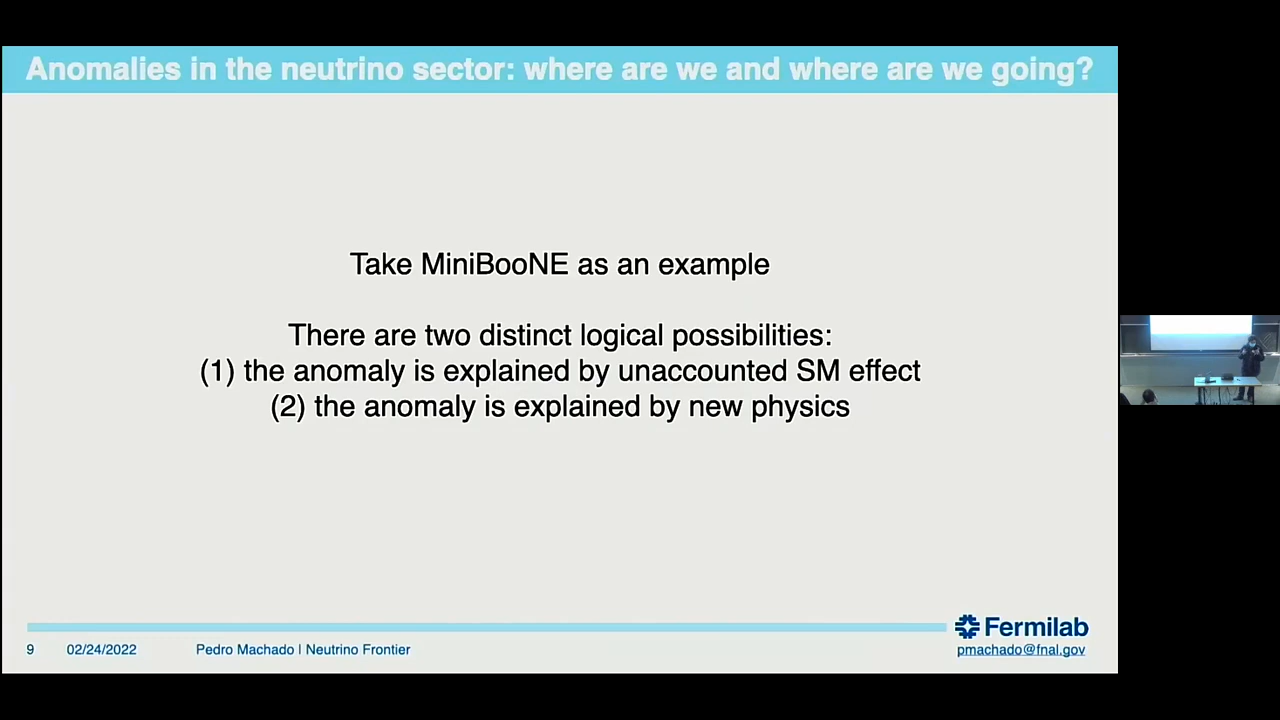 Anomalies in the neutrino sector: where are we and where are we going?
Take MiniBooNE as an example
There are two distinct logical possibilities:
(1) the anomaly is explained by unaccounted SM effect
(2) the anomaly is explained by new physics
Fermilab
9 02/24/2022 Pedro Machado | Neutrino Frontier pmachado@fnal.gov